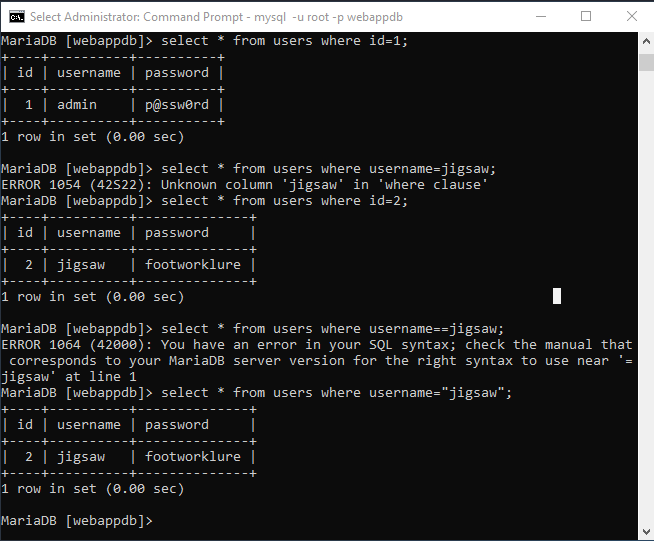 Select Administrator: Command Prompt - mysql  -u root -p webappdb
MariaDB [webappdb]> select * from users where id=1;
+----+----------+----------+
| id | username | password |
+----+----------+----------+
|  1 | admin    | p@ssw0rd |
+----+----------+----------+
1 row in set (0.00 sec)

MariaDB [webappdb]> select * from users where username=jigsaw;
ERROR 1054 (42S22): Unknown column 'jigsaw' in 'where clause'
MariaDB [webappdb]> select * from users where id=2;
+----+----------+--------------+
| id | username | password     |
+----+----------+--------------+
|  2 | jigsaw   | footworklure |
+----+----------+--------------+
1 row in set (0.00 sec)

MariaDB [webappdb]> select * from users where username==jigsaw;
ERROR 1064 (42000): You have an error in your SQL syntax; check the manual that
 corresponds to your MariaDB server version for the right syntax to use near '=
jigsaw' at line 1
MariaDB [webappdb]> select * from users where username="jigsaw";
+----+----------+--------------+
| id | username | password     |
+----+----------+--------------+
|  2 | jigsaw   | footworklure |
+----+----------+--------------+
1 row in set (0.00 sec)

MariaDB [webappdb]>